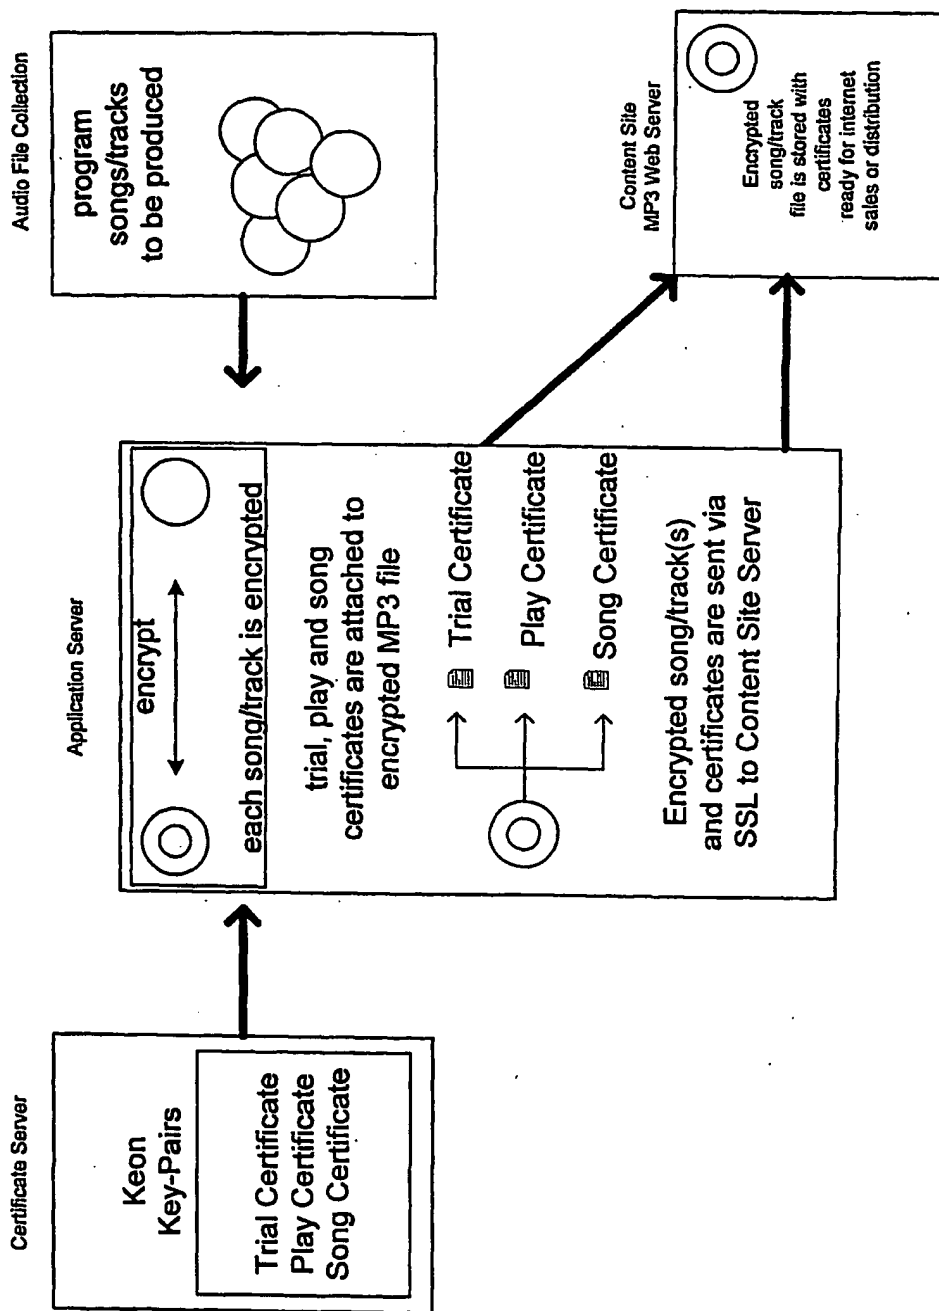 Certificate Server
Keon
Key-Pairs
Trial Certificate
Play Certificate
Song Certificate
Application Server
encrypt
each song/track is encrypted
trial, play and song
certificates are attached to
encrypted MP3 file
Trial Certificate
Play Certificate
Song Certificate
Encrypted song/track(s)
and certificates are sent via
SSL to Content Site Server
Audio File Collection
program
songs/tracks
to be produced
Content Site
MP3 Web Server
Encrypted
song/track
file is stored with
certificates
ready for internet
sales or distribution